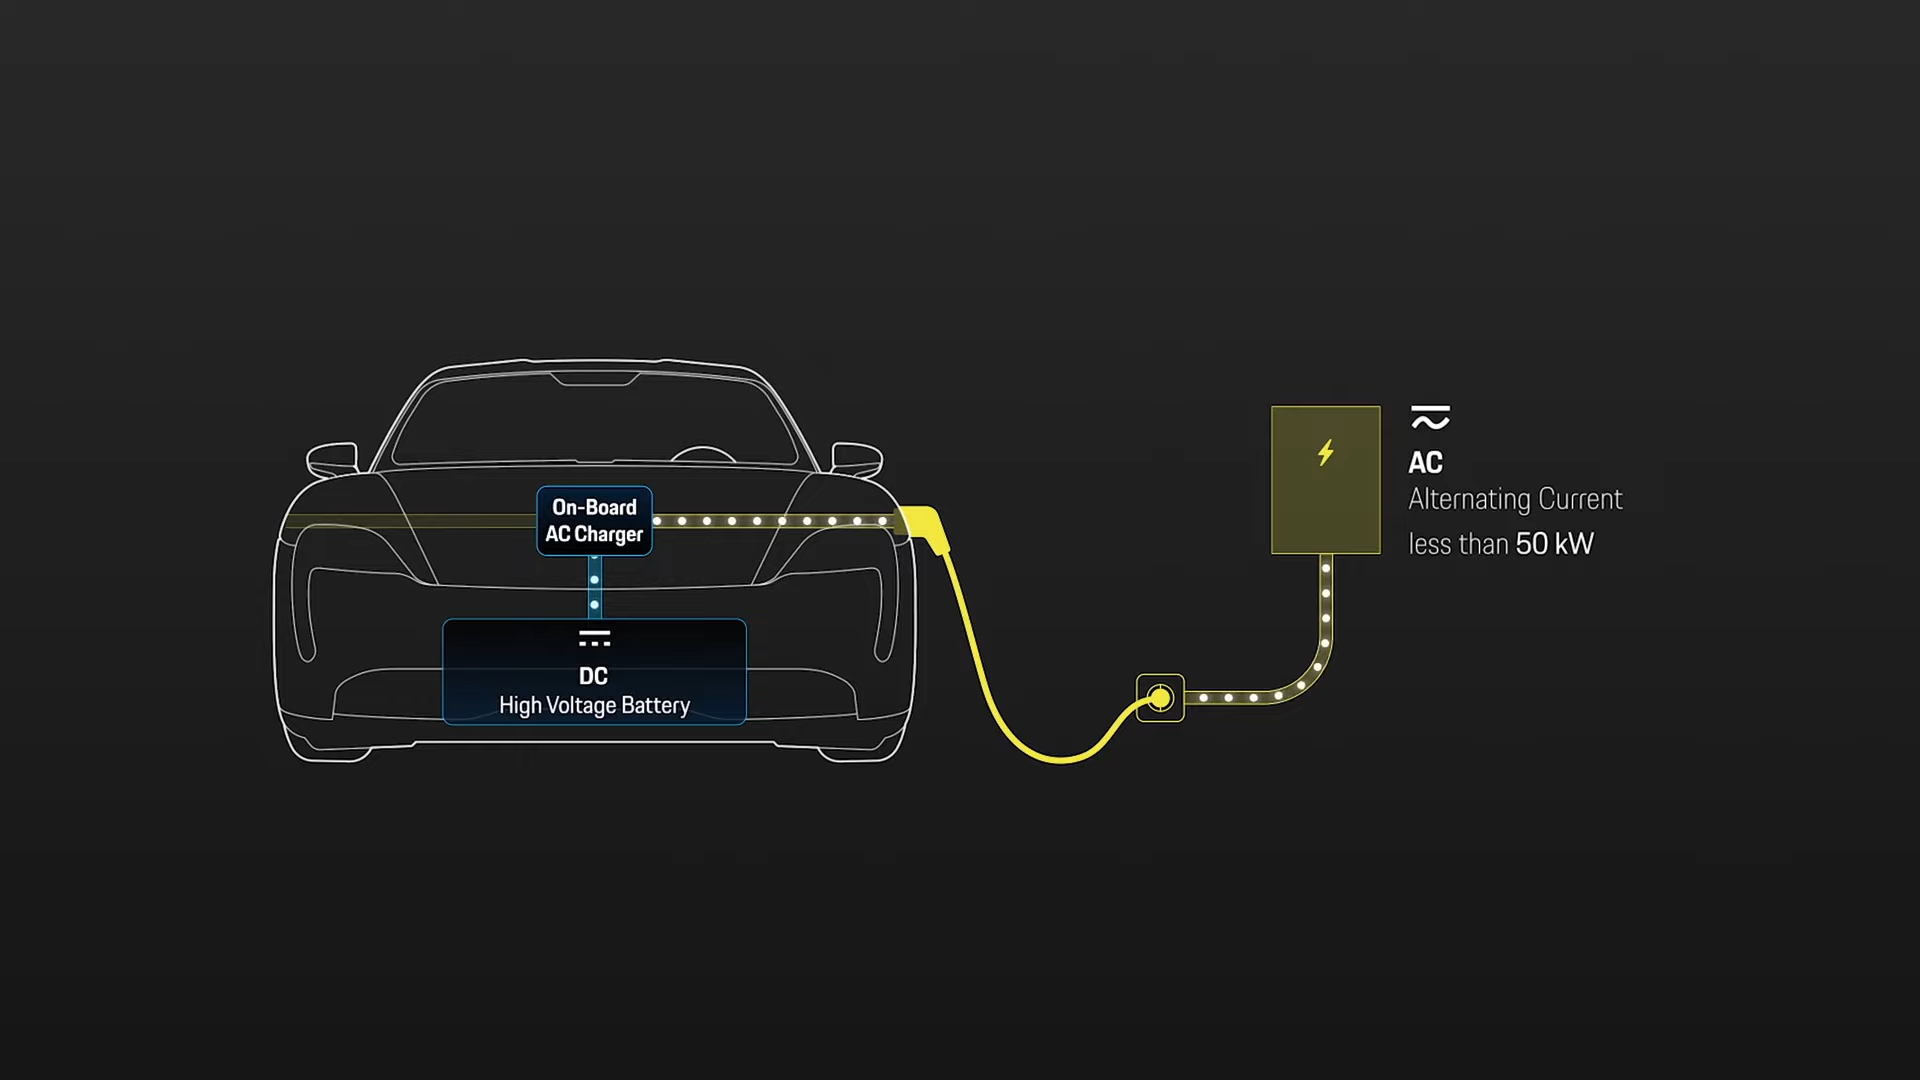 On-Board
AC Charger
DC
High Voltage Battery
AC
Alternating Current
less than 50 kW